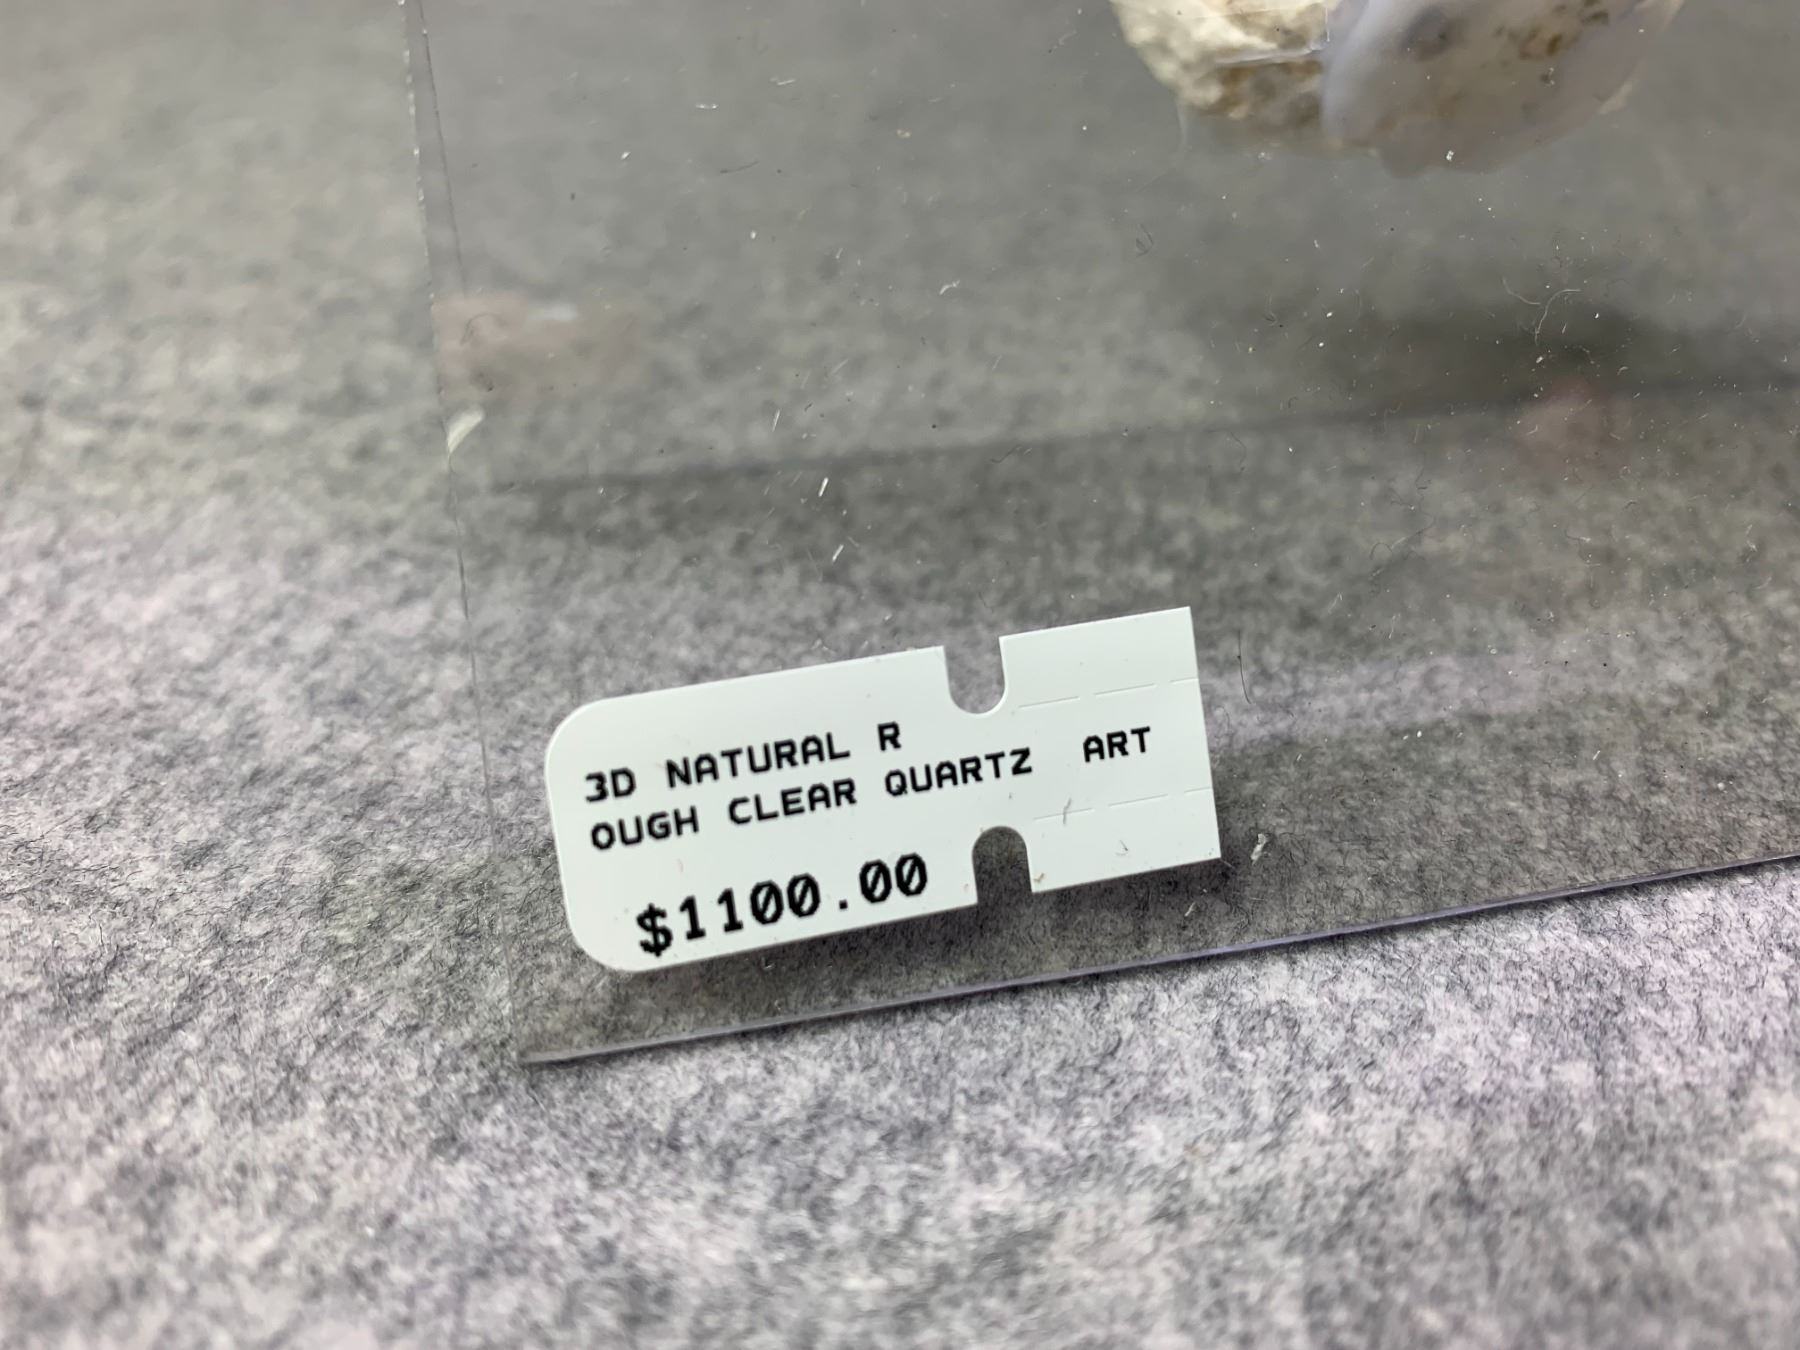 3D NATURAL R
OUGH CLEAR QUARTZ ART
$1100.00